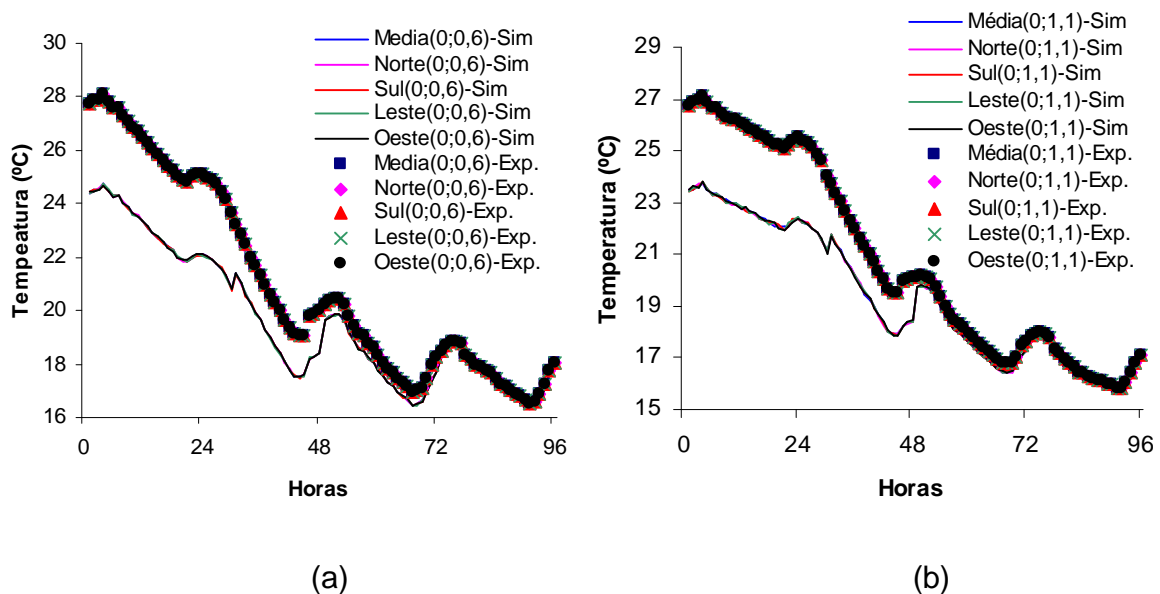 30
28
26
24
22
20
18
16
Tempeatura (ºC)
0
24
48
72
96
Horas
Media(0;0,6)-Sim
Norte(0;0,6)-Sim
Sul(0;0,6)-Sim
Leste(0;0,6)-Sim
Oeste(0;0,6)-Sim
Media(0;0,6)-Exp.
Norte(0;0,6)-Exp.
Sul(0;0,6)-Exp.
Leste(0;0,6)-Exp.
Oeste(0;0,6)-Exp.
(a)
29
27
25
23
21
19
17
15
Temperatura (ºC)
0
24
48
72
96
Horas
Média(0;1,1)-Sim
Norte(0;1,1)-Sim
Sul(0;1,1)-Sim
Leste(0;1,1)-Sim
Oeste(0;1,1)-Sim
Média(0;1,1)-Exp.
Norte(0;1,1)-Exp.
Sul(0;1,1)-Exp.
Leste(0;1,1)-Exp.
Oeste(0;1,1)-Exp.
(b)